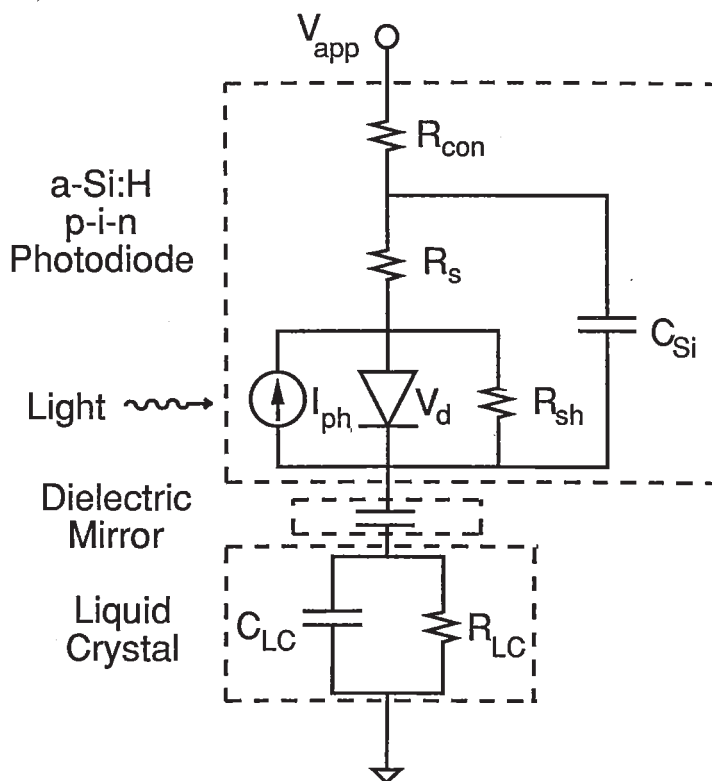 V_app
R_con
a-Si:H
p-i-n
Photodiode
R_s
C_Si
Light
I_ph
V_d
R_sh
Dielectric
Mirror
Liquid
Crystal
C_LC
R_LC